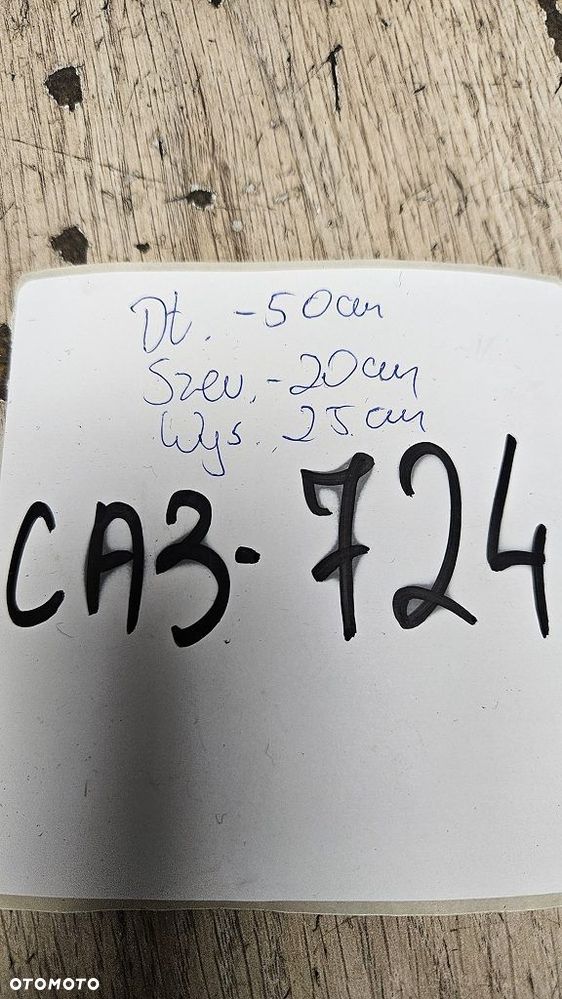 Dł. - 50cm
Szer. - 20cm
Wys. 25cm
CA3-724
OTOMOTO